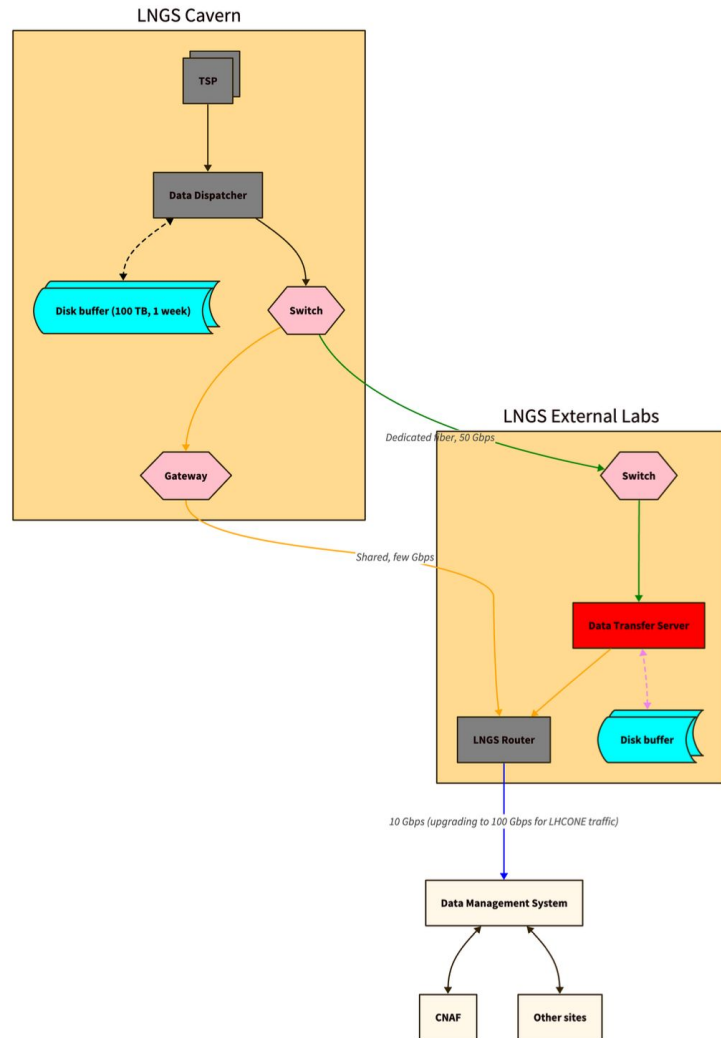 LNGS Cavern
TSP
Data Dispatcher
Disk buffer (100 TB, 1 week)
Switch
Gateway
Dedicated fiber, 50 Gbps
Shared, few Gbps
LNGS External Labs
Switch
Data Transfer Server
LNGS Router
Disk buffer
10 Gbps (upgrading to 100 Gbps for LHCONE traffic)
Data Management System
CNAF
Other sites